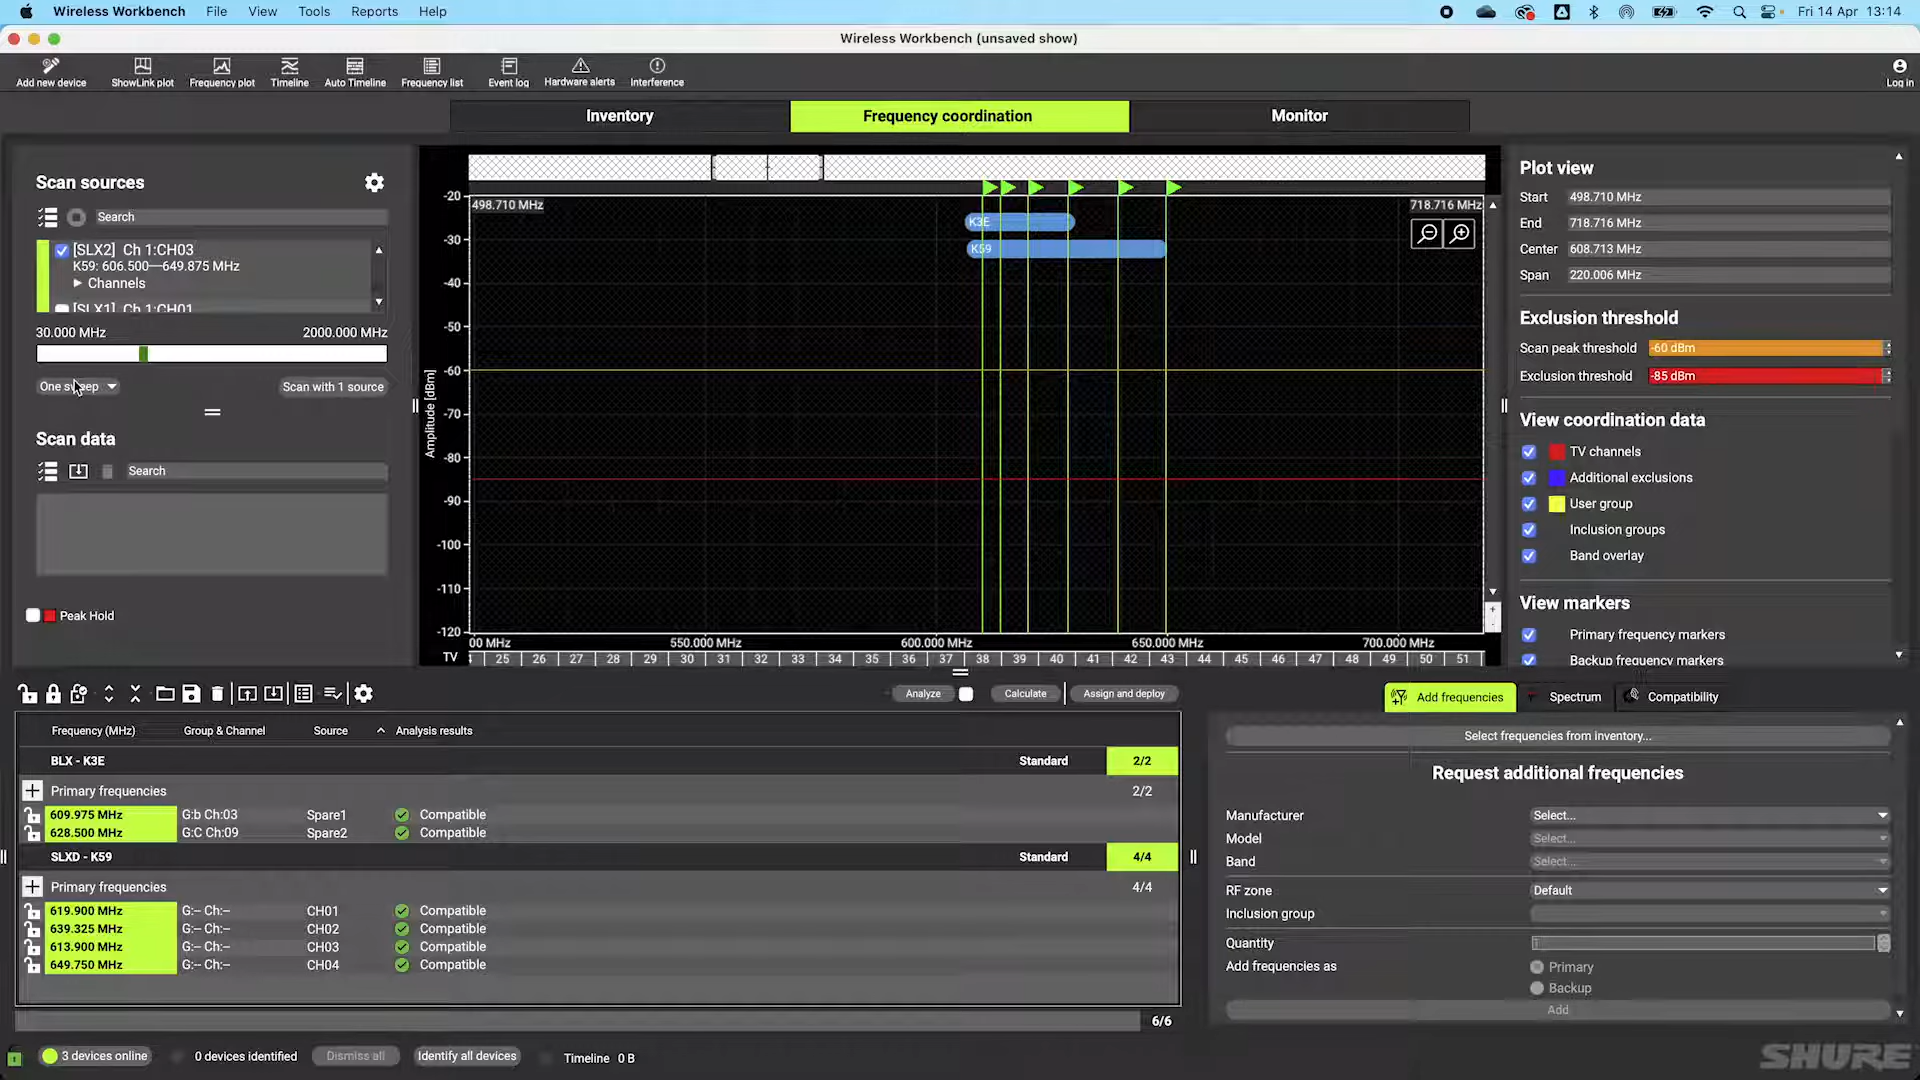 Wireless Workbench File View Tools Reports Help
Fri 14 Apr 13:14
Wireless Workbench (unsaved show)
Add new device ShowLink plot Frequency plot Timeline Auto Timeline Frequency list Event log Hardware alerts Interference
Log in
Inventory Frequency coordination Monitor
Scan sources
Search
[SLX2] Ch 1:CH03
K59: 606.500—649.875 MHz
Channels
[SLX1] Ch 1:CH01
30.000 MHz 2000.000 MHz
One sweep Scan with 1 source
Scan data
Search
Peak Hold
Amplitude [dBm]
-20
-30
-40
-50
-60
-70
-80
-90
-100
-110
-120
498.710 MHz 718.716 MHz
K3E
K59
00 MHz 550.000 MHz 600.000 MHz 650.000 MHz 700.000 MHz
TV 25 26 27 28 29 30 31 32 33 34 35 36 37 38 39 40 41 42 43 44 45 46 47 48 49 50 51
Plot view
Start 498.710 MHz
End 718.716 MHz
Center 608.713 MHz
Span 220.006 MHz
Exclusion threshold
Scan peak threshold -60 dBm
Exclusion threshold -85 dBm
View coordination data
TV channels
Additional exclusions
User group
Inclusion groups
Band overlay
View markers
Primary frequency markers
Backup frequency markers
Analyze Calculate Assign and deploy
Frequency (MHz) Group & Channel Source Analysis results
BLX - K3E Standard 2/2
Primary frequencies 2/2
609.975 MHz G:b Ch:03 Spare1 Compatible
628.500 MHz G:C Ch:09 Spare2 Compatible
SLXD - K59 Standard 4/4
Primary frequencies 4/4
619.900 MHz G:-- Ch:-- CH01 Compatible
639.325 MHz G:-- Ch:-- CH02 Compatible
613.900 MHz G:-- Ch:-- CH03 Compatible
649.750 MHz G:-- Ch:-- CH04 Compatible
6/6
Add frequencies Spectrum Compatibility
Select frequencies from inventory...
Request additional frequencies
Manufacturer Select...
Model Select...
Band Select...
RF zone Default
Inclusion group
Quantity 1
Add frequencies as Primary
Backup
Add
3 devices online 0 devices identified Dismiss all Identify all devices Timeline 0 B
SHURE